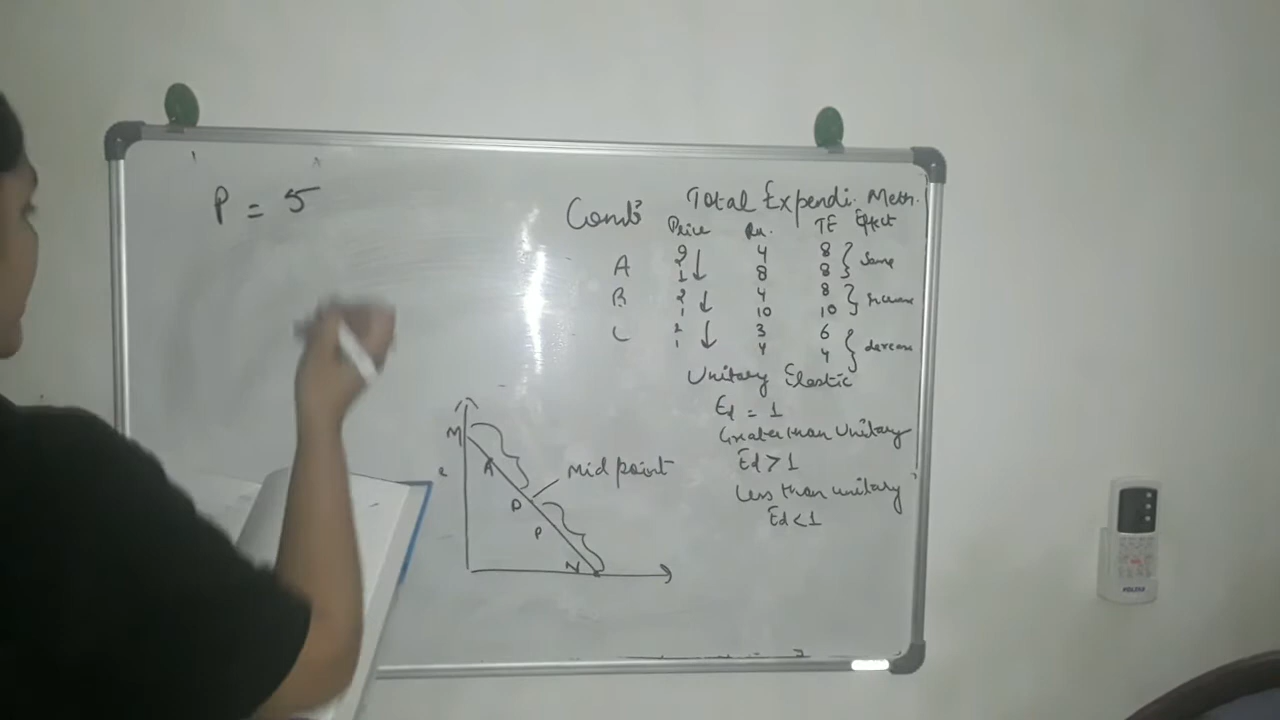 P = 5
Total Expendi. Meth.
Comb
Price Qu. TE Effect
A 2 4 8 Same
1 8 8
B 2 4 8 Increase
1 10 10
C 2 3 6 decrease
1 4 4
Unitary Elastic
Ed = 1
Greater than Unitary
Ed > 1
Less than unitary
Ed < 1
M
A
Mid point
P
N
POLYCAB